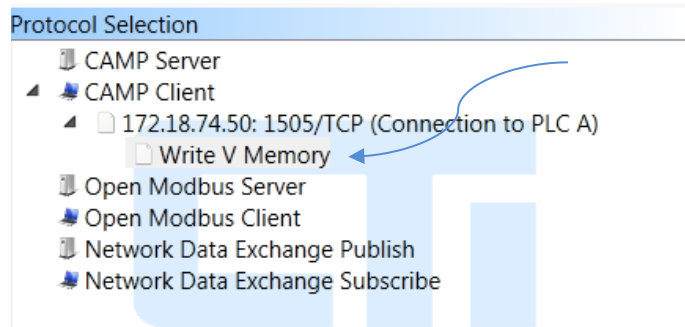 Protocol Selection
CAMP Server
CAMP Client
172.18.74.50: 1505/TCP (Connection to PLC A)
Write V Memory
Open Modbus Server
Open Modbus Client
Network Data Exchange Publish
Network Data Exchange Subscribe